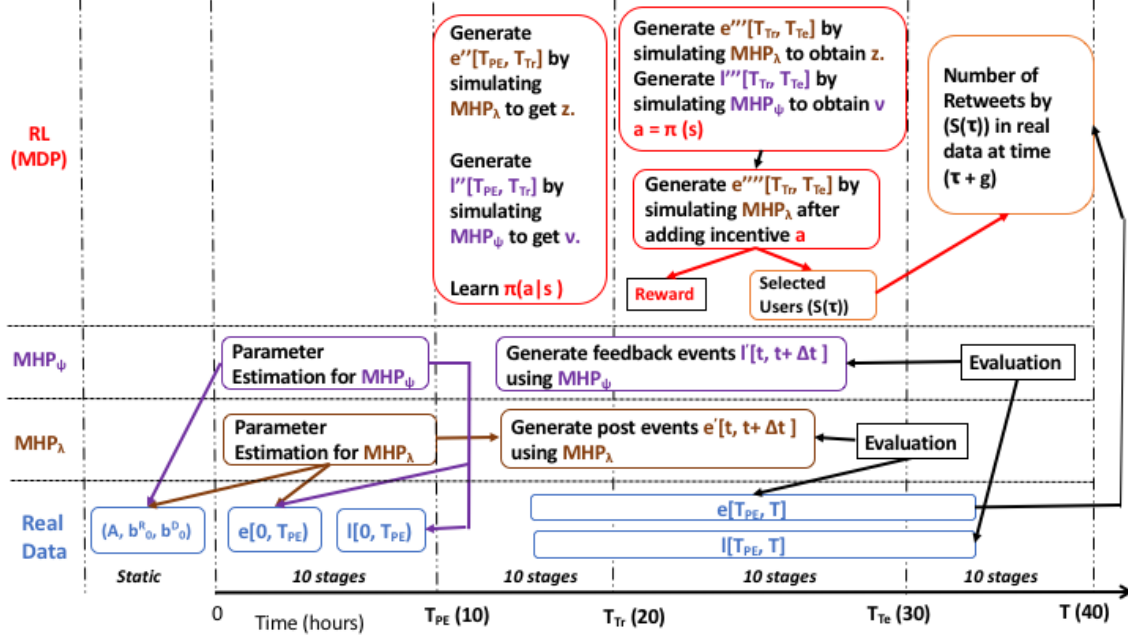 RL
(MDP)
Generate
e''[T_PE, T_Tr] by
simulating
MHP_λ to get z.
Generate
l''[T_PE, T_Tr] by
simulating
MHP_ψ to get ν.
Learn π(a|s )
Generate e'''[T_Tr, T_Te] by
simulating MHP_λ to obtain z.
Generate l'''[T_Tr, T_Te] by
simulating MHP_ψ to obtain ν
a = π (s)
Generate e''''[T_Tr, T_Te] by
simulating MHP_λ after
adding incentive a
Reward
Selected
Users (S(τ))
Number of
Retweets by
(S(τ)) in real
data at time
(τ + g)
MHP_ψ
Parameter
Estimation for MHP_ψ
Generate feedback events l'[t, t+ Δt ]
using MHP_ψ
Evaluation
MHP_λ
Parameter
Estimation for MHP_λ
Generate post events e'[t, t+ Δt ]
using MHP_λ
Evaluation
Real
Data
(A, b^R_0, b^D_0)
e[0, T_PE)
l[0, T_PE)
e[T_PE, T]
l[T_PE, T]
Static
10 stages
10 stages
10 stages
10 stages
0
Time (hours)
T_PE (10)
T_Tr (20)
T_Te (30)
T (40)